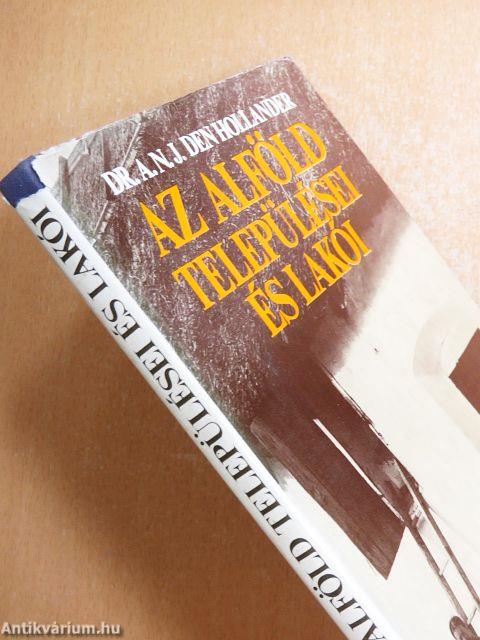 DR. A. N. J. DEN HOLLANDER
AZ ALFÖLD
TELEPÜLÉSEI
ÉS LAKÓI
ALFÖLD TELEPÜLÉSEI ÉS LAKÓI
Antikvárium.hu